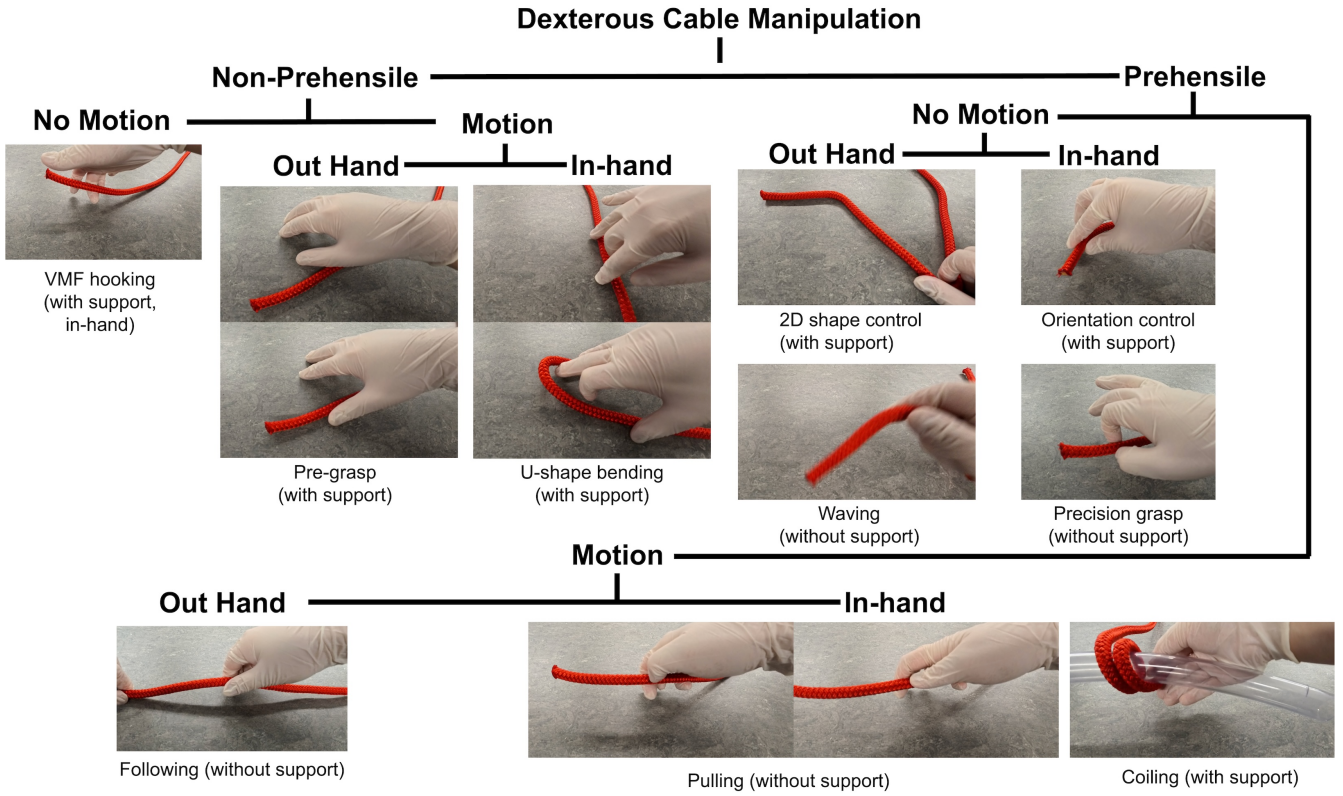 Dexterous Cable Manipulation
Non-Prehensile
Prehensile
No Motion
Motion
No Motion
Out Hand
In-hand
Out Hand
In-hand
VMF hooking
(with support,
in-hand)
Pre-grasp
(with support)
U-shape bending
(with support)
2D shape control
(with support)
Orientation control
(with support)
Waving
(without support)
Precision grasp
(without support)
Motion
Out Hand
In-hand
Following (without support)
Pulling (without support)
Coiling (with support)